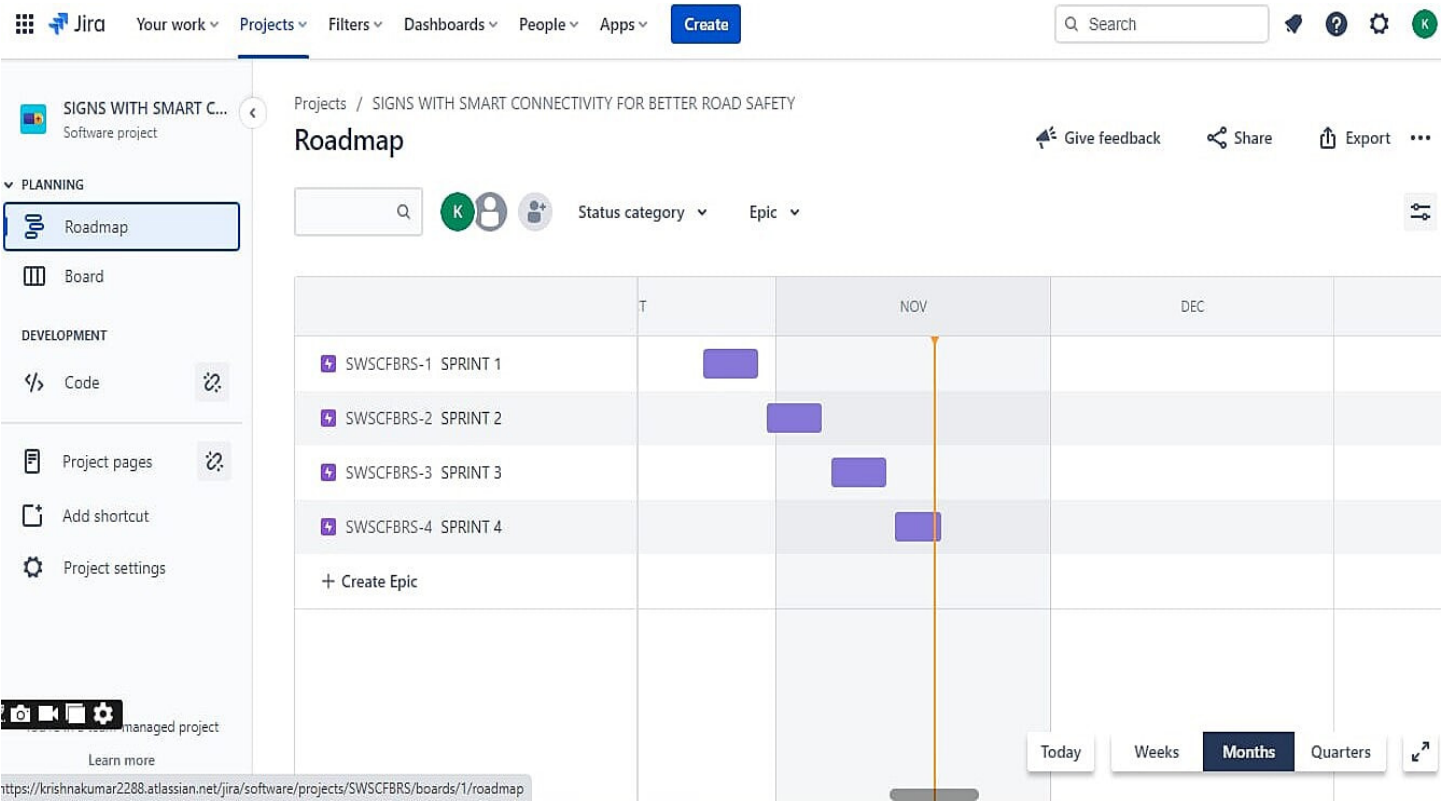 Jira Your work Projects Filters Dashboards People Apps Create Search K
SIGNS WITH SMART C...
Software project
PLANNING
Roadmap
Board
DEVELOPMENT
Code
Project pages
Add shortcut
Project settings
managed project
Learn more
https://krishnakumar2288.atlassian.net/jira/software/projects/SWSCFBRS/boards/1/roadmap
Projects / SIGNS WITH SMART CONNECTIVITY FOR BETTER ROAD SAFETY
Roadmap
Give feedback Share Export
K Status category Epic
T NOV DEC
SWSCFBRS-1 SPRINT 1
SWSCFBRS-2 SPRINT 2
SWSCFBRS-3 SPRINT 3
SWSCFBRS-4 SPRINT 4
+ Create Epic
Today Weeks Months Quarters